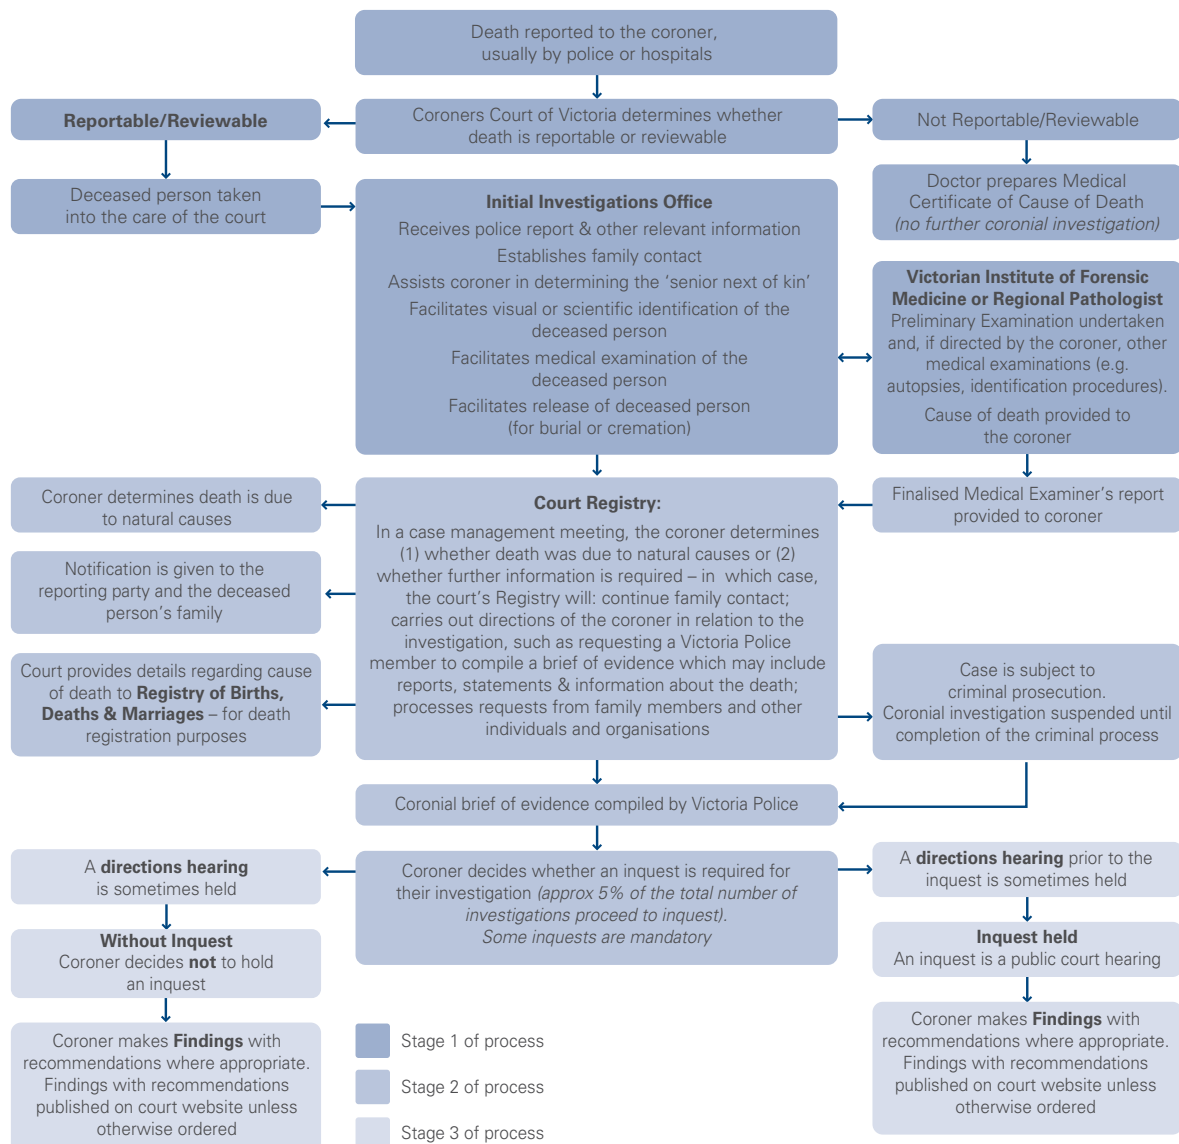 Death reported to the coroner,
usually by police or hospitals
Reportable/Reviewable
Coroners Court of Victoria determines whether
death is reportable or reviewable
Not Reportable/Reviewable
Deceased person taken
into the care of the court
Initial Investigations Office
Receives police report & other relevant information
Establishes family contact
Assists coroner in determining the ‘senior next of kin’
Facilitates visual or scientific identification of the
deceased person
Facilitates medical examination of the
deceased person
Facilitates release of deceased person
(for burial or cremation)
Doctor prepares Medical
Certificate of Cause of Death
(no further coronial investigation)
Victorian Institute of Forensic
Medicine or Regional Pathologist
Preliminary Examination undertaken
and, if directed by the coroner, other
medical examinations (e.g.
autopsies, identification procedures).
Cause of death provided to
the coroner
Coroner determines death is due
to natural causes
Notification is given to the
reporting party and the deceased
person’s family
Court provides details regarding cause
of death to Registry of Births,
Deaths & Marriages – for death
registration purposes
Court Registry:
In a case management meeting, the coroner determines
(1) whether death was due to natural causes or (2)
whether further information is required – in which case,
the court’s Registry will: continue family contact;
carries out directions of the coroner in relation to the
investigation, such as requesting a Victoria Police
member to compile a brief of evidence which may include
reports, statements & information about the death;
processes requests from family members and other
individuals and organisations
Finalised Medical Examiner’s report
provided to coroner
Case is subject to
criminal prosecution.
Coronial investigation suspended until
completion of the criminal process
Coronial brief of evidence compiled by Victoria Police
A directions hearing
is sometimes held
Coroner decides whether an inquest is required for
their investigation (approx 5% of the total number of
investigations proceed to inquest).
Some inquests are mandatory
A directions hearing prior to the
inquest is sometimes held
Without Inquest
Coroner decides not to hold
an inquest
Inquest held
An inquest is a public court hearing
Coroner makes Findings with
recommendations where appropriate.
Findings with recommendations
published on court website unless
otherwise ordered
Stage 1 of process
Stage 2 of process
Stage 3 of process
Coroner makes Findings with
recommendations where appropriate.
Findings with recommendations
published on court website unless
otherwise ordered